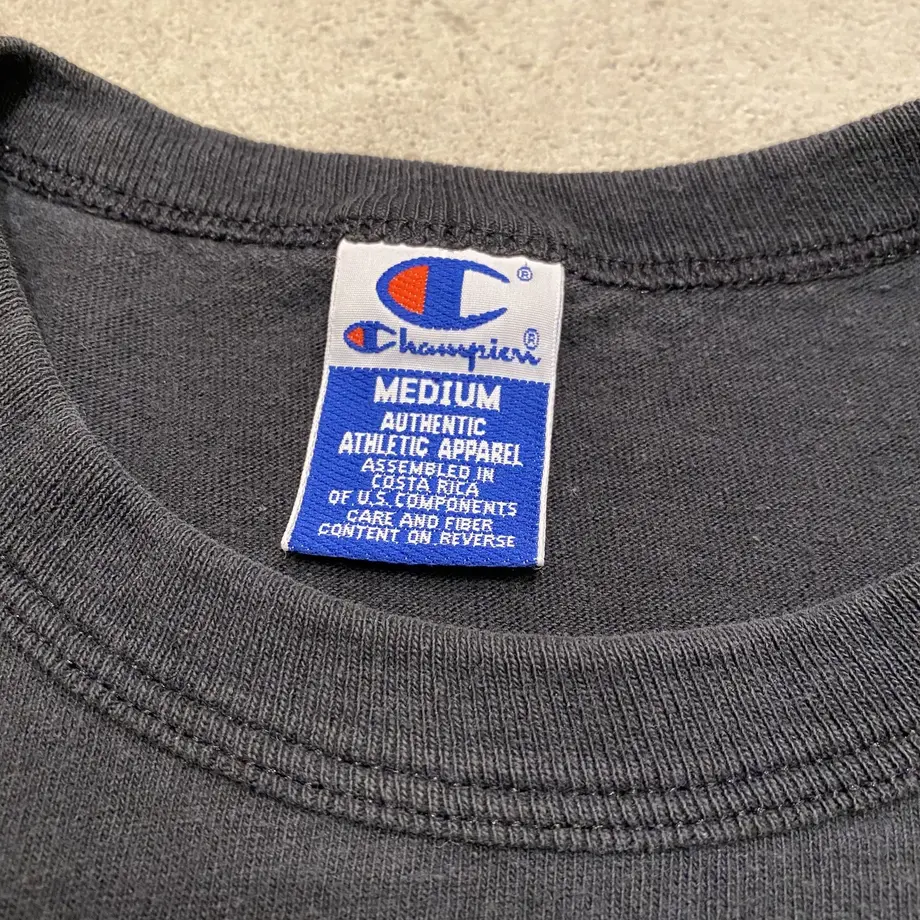 ®
Champion®
MEDIUM
AUTHENTIC
ATHLETIC APPAREL
ASSEMBLED IN
COSTA RICA
OF U.S. COMPONENTS
CARE AND FIBER
CONTENT ON REVERSE